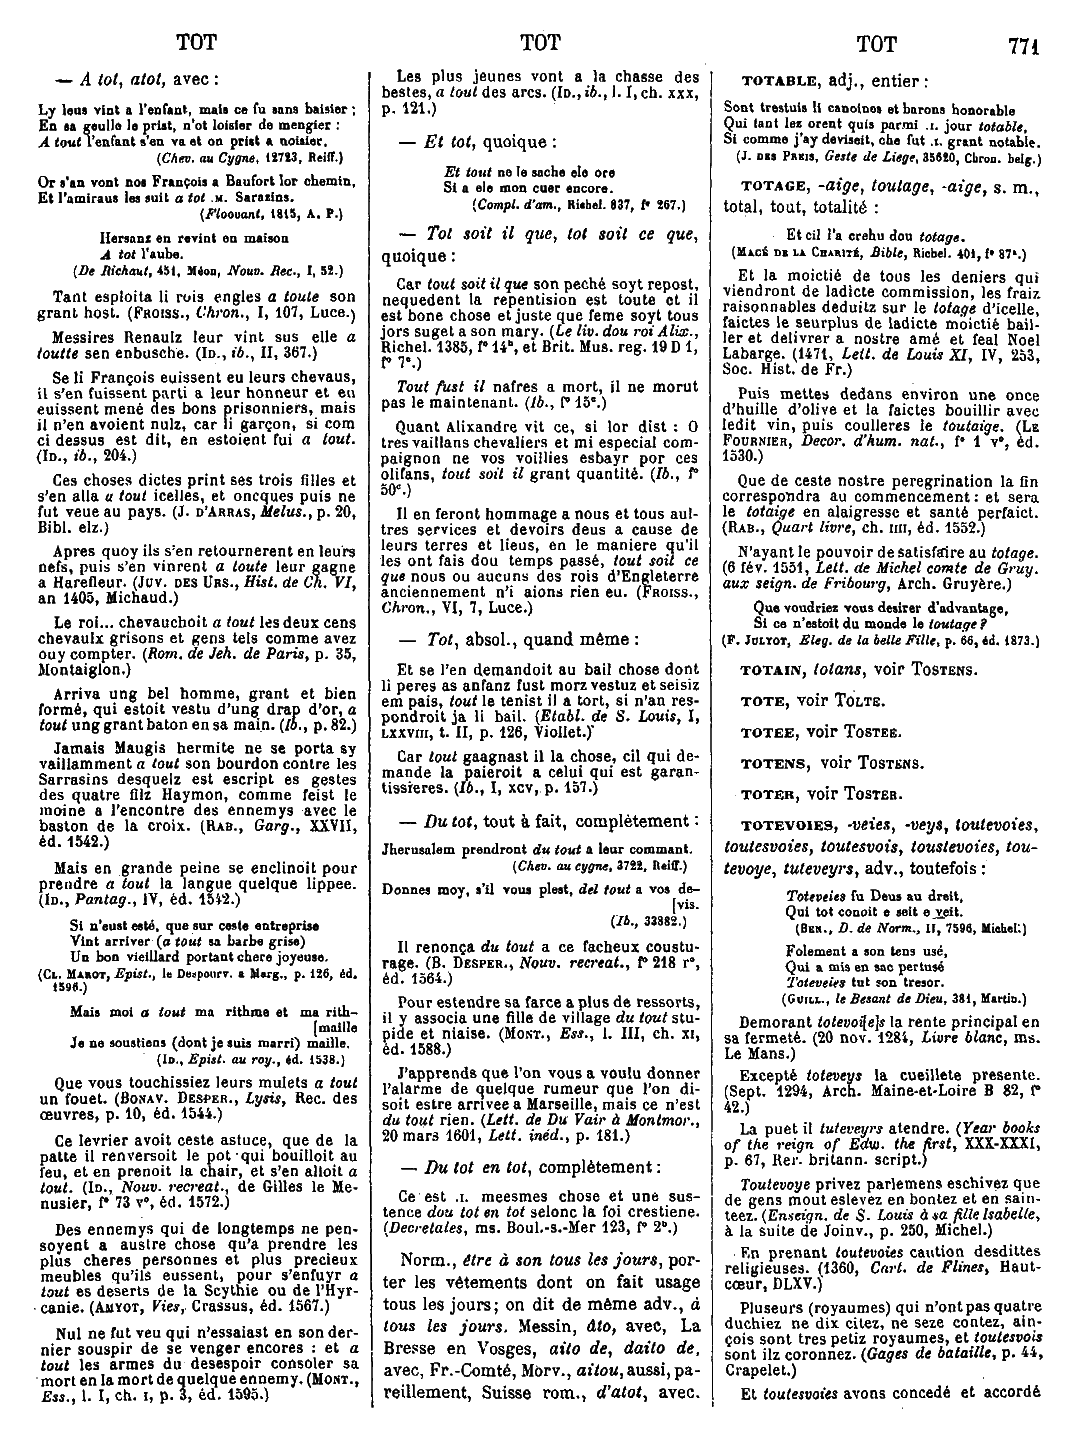 TOT
TOT
TOT 771
— A tot, atot, avec :
Ly leus vint a l'enfant, mais ce fu sans baisier ;
En sa geulle le prist, n'ot loisier de mengier :
A tout l'enfant s'en va et on prist a noisier.
(Chev. au Cygne, 12723, Reiff.)
Or s'an vont nos François a Baufort lor chemin,
Et l'amiraus les suit a tot .M. Sarazins.
(Floovant, 1815, A. P.)
Hersanz en revint en maison
A tot l'aube.
(De Richaut, 451, Méon, Nouv. Rec., I, 52.)
Tant esploita li rois engles a toute son
grant host. (FROISS., Chron., I, 107, Luce.)
Messires Renaulz leur vint sus elle a
toutte sen enbusche. (ID., ib., II, 367.)
Se li François euissent eu leurs chevaus,
il s'en fuissent parti a leur honneur et en
euissent mené des bons prisonniers, mais
il n'en avoient nulz, car li garçon, si com
ci dessus est dit, en estoient fui a tout.
(ID., ib., 204.)
Ces choses dictes print ses trois filles et
s'en alla a tout icelles, et oncques puis ne
fut veue au pays. (J. D'ARRAS, Melus., p. 20,
Bibl. elz.)
Apres quoy ils s'en retournerent en leurs
nefs, puis s'en vinrent a toute leur gagne
a Harefleur. (JUV. DES URS., Hist. de Ch. VI,
an 1405, Michaud.)
Le roi... chevauchoit a tout les deux cens
chevaulx grisons et gens tels comme avez
ouy compter. (Rom. de Jeh. de Paris, p. 35,
Montaiglon.)
Arriva ung bel homme, grant et bien
formé, qui estoit vestu d'ung drap d'or, a
tout ung grant baton en sa main. (Ib., p. 82.)
Jamais Maugis hermite ne se porta sy
vaillamment a tout son bourdon contre les
Sarrasins desquelz est escript es gestes
des quatre filz Haymon, comme feist le
moine a l'encontre des ennemys avec le
baston de la croix. (RAB., Garg., XXVII,
éd. 1542.)
Mais en grande peine se enclinoit pour
prendre a tout la langue quelque lippee.
(ID., Pantag., IV, éd. 1542.)
Si n'eust esté, que sur ceste entreprise
Vint arriver (a tout sa barbe grise)
Un bon vieillard portant chere joyeuse.
(CL. MAROT, Epist., le Despourv. a Marg., p. 126, éd.
1596.)
Mais moi a tout ma rithme et ma rith-
[maille
Je ne soustiens (dont je suis marri) maille.
(ID., Epist. au roy., éd. 1538.)
Que vous touchissiez leurs mulets a tout
un fouet. (BONAV. DESPER., Lysis, Rec. des
œuvres, p. 10, éd. 1544.)
Ce levrier avoit ceste astuce, que de la
patte il renversoit le pot qui bouilloit au
feu, et en prenoit la chair, et s'en alloit a
tout. (ID., Nouv. recreat., de Gilles le Me-
nusier, f° 73 v°, éd. 1572.)
Des ennemys qui de longtemps ne pen-
soyent a austre chose qu'a prendre les
plus cheres personnes et plus precieux
meubles qu'ils eussent, pour s'enfuyr a
tout es deserts de la Scythie ou de l'Hyr-
canie. (AMYOT, Vies, Crassus, éd. 1567.)
Nul ne fut veu qui n'essaiast en son der-
nier souspir de se venger encores : et a
tout les armes du desespoir consoler sa
mort en la mort de quelque ennemy. (MONT.,
Ess., l. I, ch. I, p. 3, éd. 1595.)
Les plus jeunes vont a la chasse des
bestes, a tout des arcs. (ID., ib., l. I, ch. XXX,
p. 121.)
— Et tot, quoique :
Et tout ne le sache ele ore
Si a ele mon cuer encore.
(Compl. d'am., Richel. 837, f° 267.)
— Tot soit il que, tot soit ce que,
quoique :
Car tout soit il que son peché soyt repost,
nequedent la repentision est toute et il
est bone chose et juste que feme soyt tous
jors suget a son mary. (Le liv. dou roi Alix.,
Richel. 1385, f° 14b, et Brit. Mus. reg. 19 D 1,
f° 7c.)
Tout fust il nafres a mort, il ne morut
pas le maintenant. (Ib., f° 15c.)
Quant Alixandre vit ce, si lor dist : O
tres vaillans chevaliers et mi especial com-
paignon ne vos voillies esbayr por ces
olifans, tout soit il grant quantité. (Ib., f°
50c.)
Il en feront hommage a nous et tous aul-
tres services et devoirs deus a cause de
leurs terres et lieus, en le maniere qu'il
les ont fais dou temps passé, tout soit ce
que nous ou aucuns des rois d'Engleterre
anciennement n'i aions rien eu. (FROISS.,
Chron., VI, 7, Luce.)
— Tot, absol., quand même :
Et se l'en demandoit au bail chose dont
li peres as anfanz fust morz vestuz et seisiz
em pais, tout le tenist il a tort, si n'an res-
pondroit ja li bail. (Etabl. de S. Louis, I,
LXXVIII, t. II, p. 126, Viollet.)
Car tout gaagnast il la chose, cil qui de-
mande la paieroit a celui qui est garan-
tissieres. (Ib., I, XCV, p. 157.)
— Du tot, tout à fait, complètement :
Jherusalem prendront du tout a leur commant.
(Chev. au cygne, 3722, Reiff.)
Donnes moy, s'il vous plest, del tout a vos de-
[vis.
(Ib., 33882.)
Il renonça du tout a ce facheux coustu-
rage. (B. DESPER., Nouv. recreat., f° 218 r°,
éd. 1564.)
Pour estendre sa farce a plus de ressorts,
il y associa une fille de village du tout stu-
pide et niaise. (MONT., Ess., l. III, ch. XI,
éd. 1588.)
J'apprends que l'on vous a voulu donner
l'alarme de quelque rumeur que l'on di-
soit estre arrivee a Marseille, mais ce n'est
du tout rien. (Lett. de Du Vair à Montmor.,
20 mars 1601, Lett. inéd., p. 181.)
— Du tot en tot, complètement :
Ce est .I. meesmes chose et une sus-
tence dou tot en tot selonc la foi crestiene.
(Decretales, ms. Boul.-s.-Mer 123, f° 2b.)
Norm., être à son tous les jours, por-
ter les vêtements dont on fait usage
tous les jours; on dit de même adv., à
tous les jours. Messin, âto, avec, La
Bresse en Vosges, aito de, daito de,
avec, Fr.-Comté, Morv., aitou, aussi, pa-
reillement, Suisse rom., d'atot, avec.
TOTABLE, adj., entier :
Sont trestuis li canoines et barons honorable
Qui tant lez orent quis parmi .I. jour totable,
Si comme j'ay deviseit, che fut .I. grant notable.
(J. DES PREIS, Geste de Liege, 35620, Chron. belg.)
TOTAGE, -aige, toutage, -aige, s. m.,
total, tout, totalité :
Et cil l'a crehu dou totage.
(MACÉ DE LA CHARITÉ, Bible, Richel. 401, f° 87a.)
Et la moictié de tous les deniers qui
viendront de ladicte commission, les fraiz
raisonnables deduitz sur le totage d'icelle,
faictes le seurplus de ladicte moictié bail-
ler et delivrer a nostre amé et feal Noel
Labarge. (1471, Lett. de Louis XI, IV, 253,
Soc. Hist. de Fr.)
Puis mettes dedans environ une once
d'huille d'olive et la faictes bouillir avec
ledit vin, puis coulleres le toutaige. (LE
FOURNIER, Decor. d'hum. nat., f° 1 v°, éd.
1530.)
Que de ceste nostre peregrination la fin
correspondra au commencement : et sera
le totaige en alaigresse et santé perfaict.
(RAB., Quart livre, ch. IIII, éd. 1552.)
N'ayant le pouvoir de satisfaire au totage.
(6 fév. 1551, Lett. de Michel comte de Gruy.
aux seign. de Fribourg, Arch. Gruyère.)
Que voudriez vous desirer d'advantage,
Si ce n'estoit du monde le toutage ?
(F. JULYOT, Eleg. de la belle Fille, p. 66, éd. 1873.)
TOTAIN, totans, voir TOSTENS.
TOTE, voir TOLTE.
TOTEE, voir TOSTEE.
TOTENS, voir TOSTENS.
TOTER, voir TOSTER.
TOTEVOIES, -veies, -veys, toutevoies,
toutesvoies, toutesvois, toustevoies, tou-
tevoye, tuteveyrs, adv., toutefois :
Toteveies fu Deus au dreit,
Qui tot conoit e seit e veit.
(BEN., D. de Norm., II, 7596, Michel.)
Folement a son tens usé,
Qui a mis en sac pertusé
Toteveies tut son tresor.
(GUILL., le Besant de Dieu, 381, Martin.)
Demorant totevoi[e]s la rente principal en
sa fermeté. (20 nov. 1284, Livre blanc, ms.
Le Mans.)
Excepté toteveys la cueillete presente.
(Sept. 1294, Arch. Maine-et-Loire B 82, f°
42.)
La puet il tuteveyrs atendre. (Year books
of the reign of Edw. the first, XXX-XXXI,
p. 67, Rer. britann. script.)
Toutevoye privez parlemens eschivez que
de gens mout eslevez en bontez et en sain-
teez. (Enseign. de S. Louis à sa fille Isabelle,
à la suite de Joinv., p. 250, Michel.)
En prenant toutevoies caution desdittes
religieuses. (1360, Cart. de Flines, Haut-
cœur, DLXV.)
Pluseurs (royaumes) qui n'ont pas quatre
duchiez ne dix citez, ne seze contez, ain-
çois sont tres petiz royaumes, et toutesvois
sont ilz coronnez. (Gages de bataille, p. 44,
Crapelet.)
Et toutesvoies avons concedé et accordé